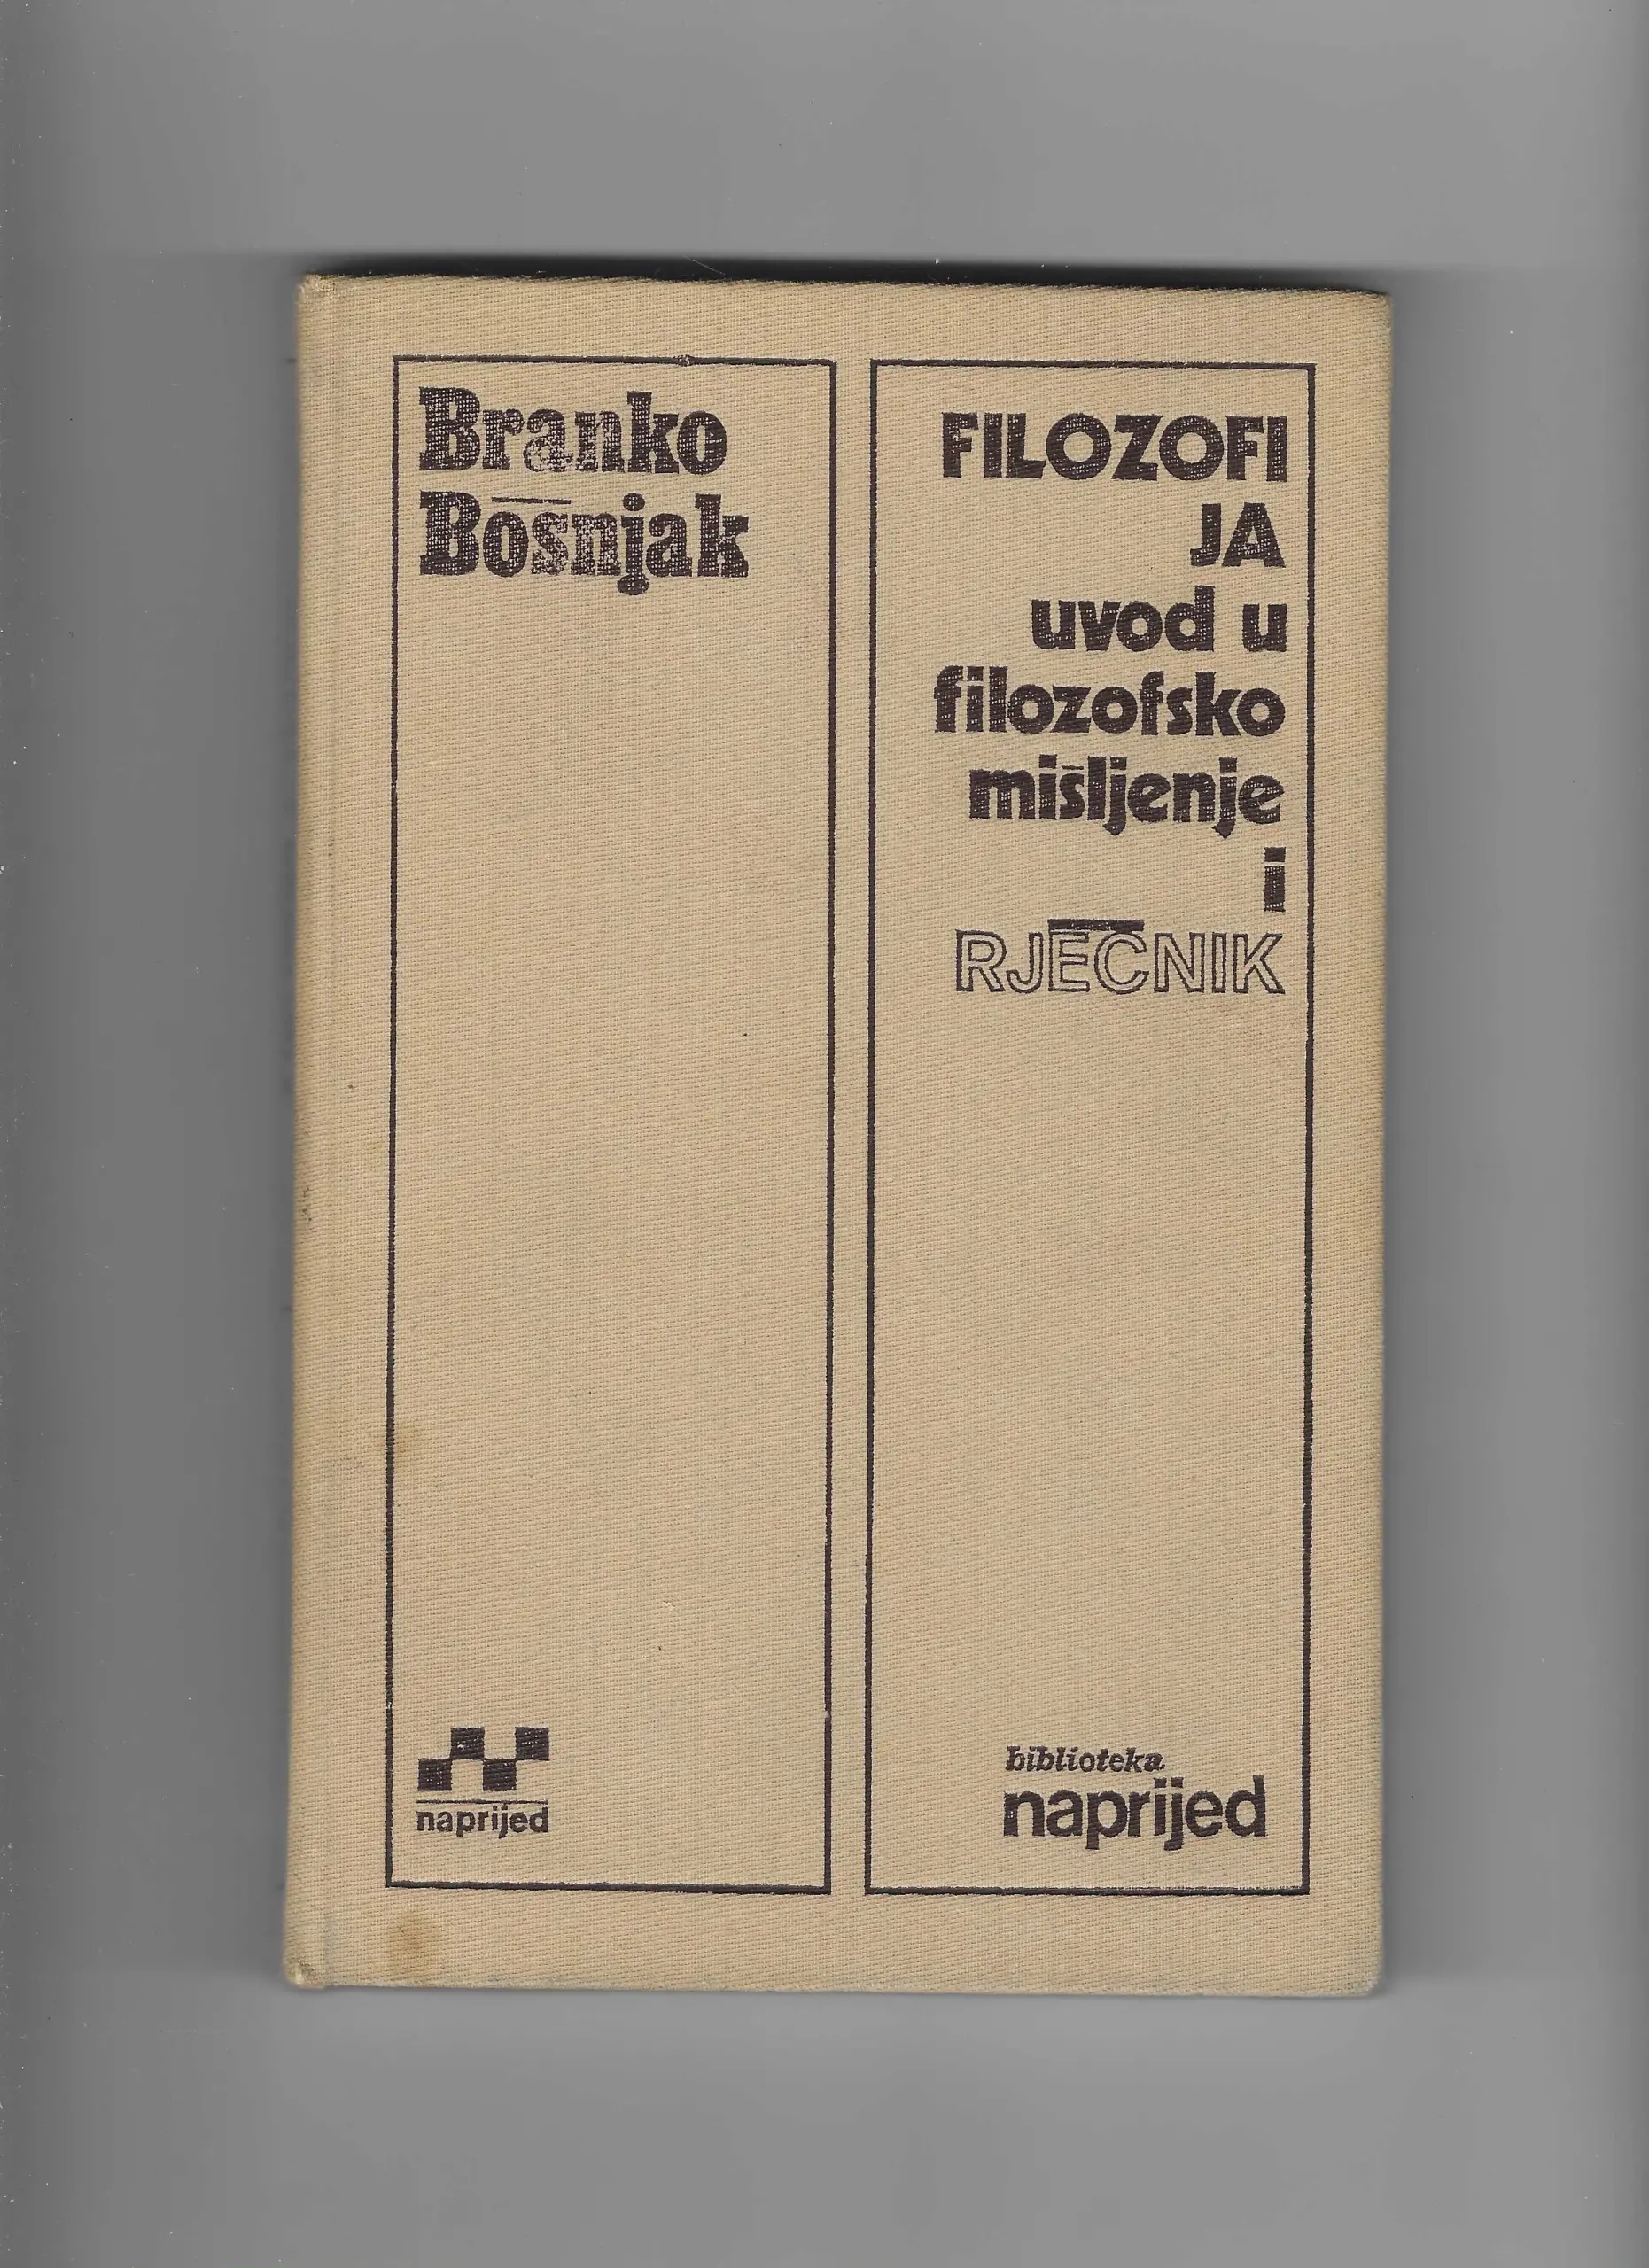 Branko
Bošnjak
FILOZOFI
JA
uvod u
filozofsko
mišljenje
i
RJEČNIK
naprijed
biblioteka
naprijed